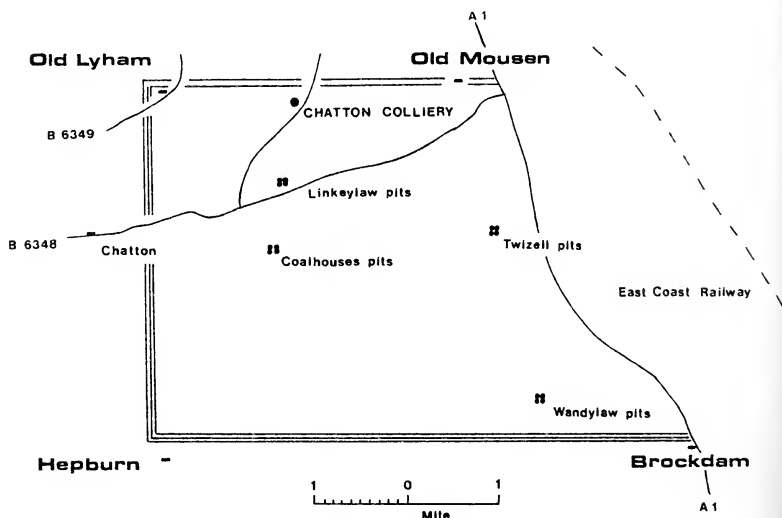 A 1
Old Lyham
Old Mousen
CHATTON COLLIERY
B 6349
Linkeylaw pits
B 6348
Chatton
Coalhouses pits
Twizell pits
East Coast Railway
Wandylaw pits
Hepburn
Brockdam
1 0 1
Mile
A 1